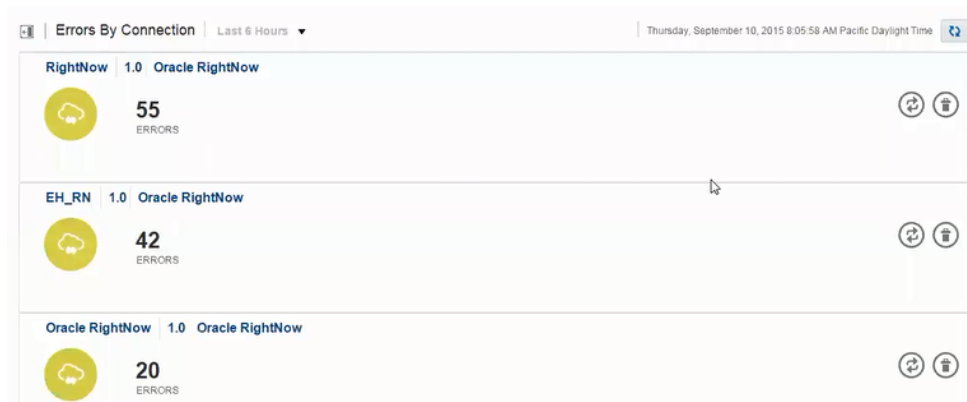 Errors By Connection Last 6 Hours Thursday, September 10, 2015 8:05:58 AM Pacific Daylight Time
RightNow 1.0 Oracle RightNow
55
ERRORS
EH_RN 1.0 Oracle RightNow
42
ERRORS
Oracle RightNow 1.0 Oracle RightNow
20
ERRORS